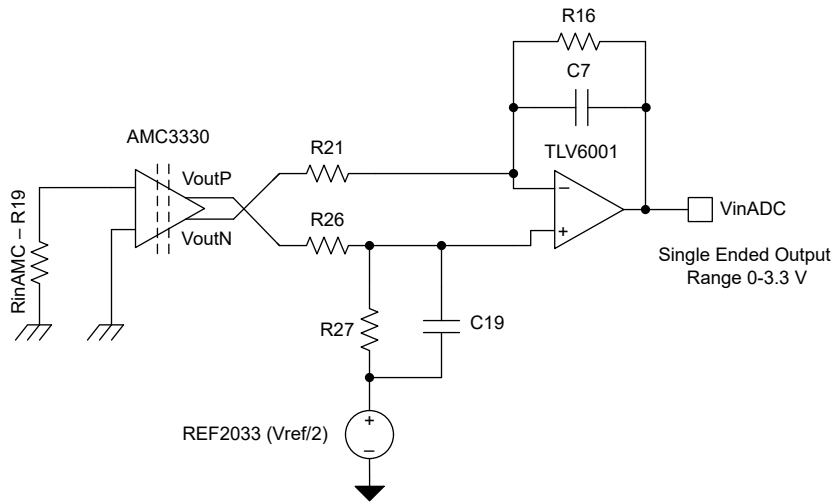 R16
C7
AMC3330
TLV6001
R21
VoutP
–
VinADC
RinAMC – R19
VoutN
R26
+
Single Ended Output
Range 0-3.3 V
R27
C19
+
REF2033 (Vref/2)
–